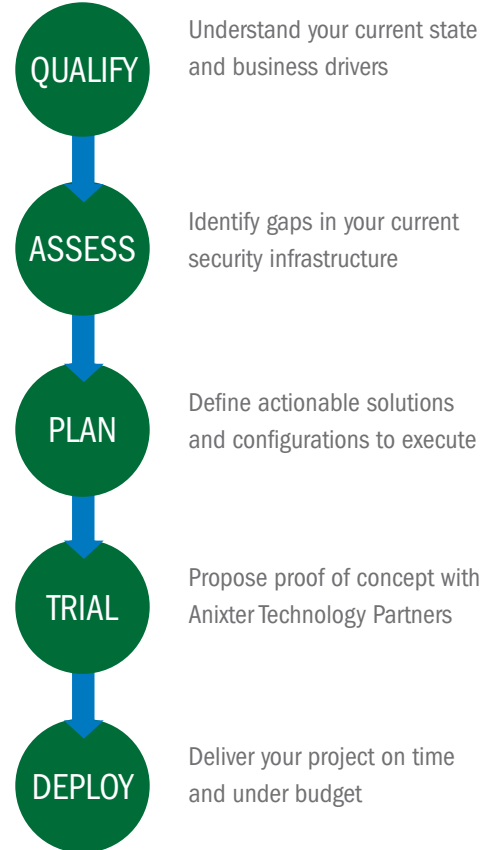 QUALIFY
Understand your current state
and business drivers
ASSESS
Identify gaps in your current
security infrastructure
PLAN
Define actionable solutions
and configurations to execute
TRIAL
Propose proof of concept with
Anixter Technology Partners
DEPLOY
Deliver your project on time
and under budget